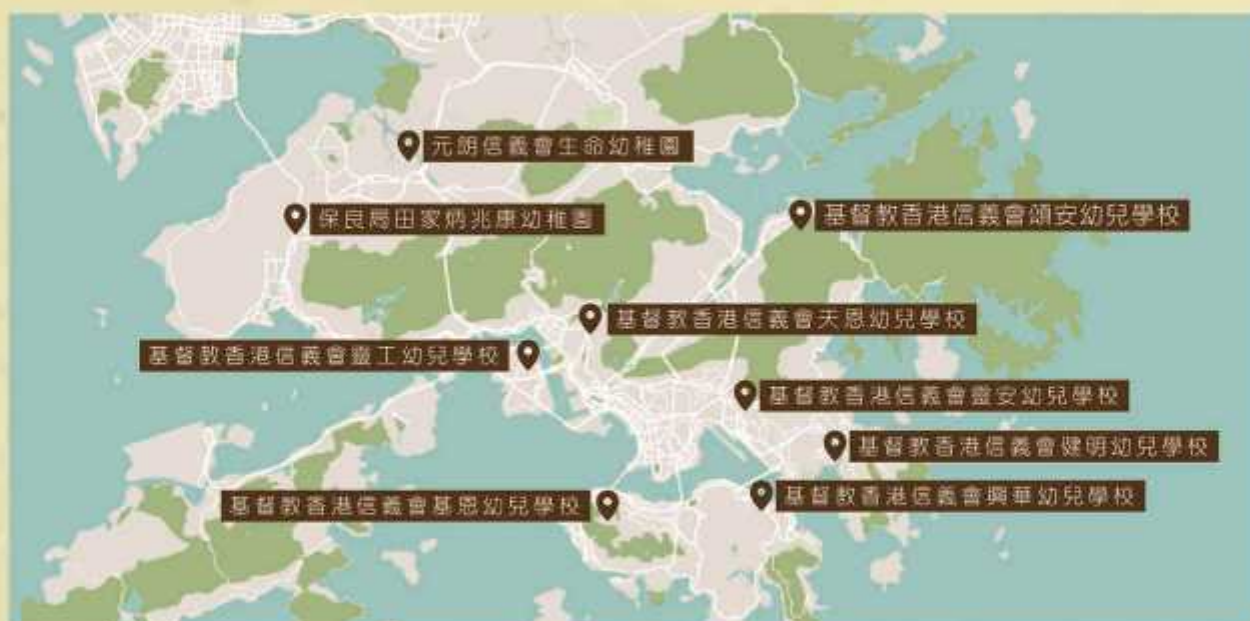 元朗信義會生命幼稚園
保良局田家炳兆康幼稚園
基督教香港信義會頌安幼兒學校
基督教香港信義會天恩幼兒學校
基督教香港信義會靈工幼兒學校
基督教香港信義會靈安幼兒學校
基督教香港信義會健明幼兒學校
基督教香港信義會基恩幼兒學校
基督教香港信義會興華幼兒學校